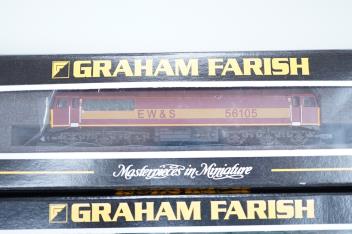 GRAHAM FARISH
EW&S 56105
Masterpieces in Miniature
GRAHAM FARISH